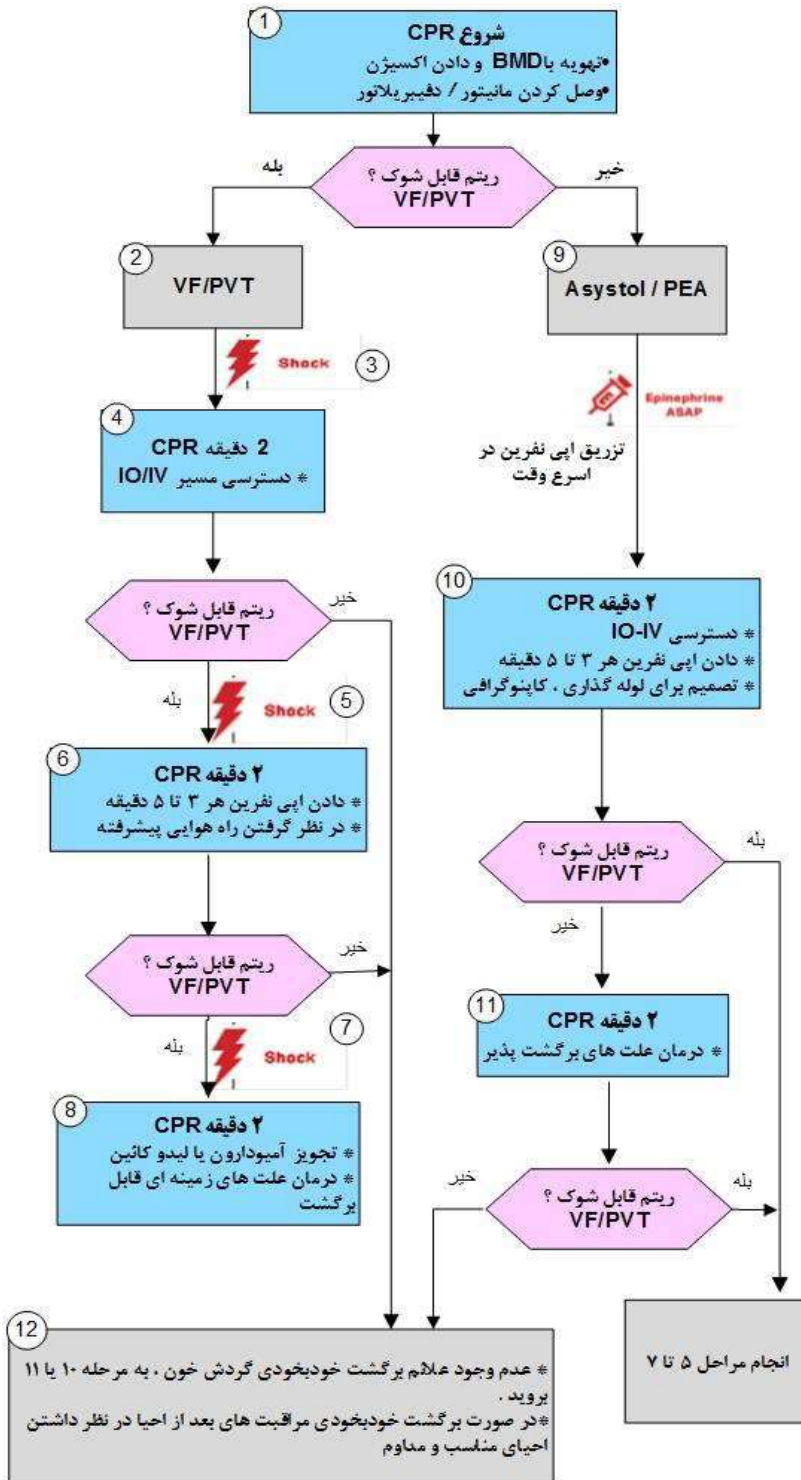 1
شروع CPR
•تهویه با BMD و دادن اکسیژن
•وصل کردن مانیتور / دفیبریلاتور
ریتم قابل شوک ؟
VF/PVT
بله
خیر
2
VF/PVT
3
Shock
4
2 دقیقه CPR
* دسترسی مسیر IO/IV
ریتم قابل شوک ؟
VF/PVT
خیر
بله
5
Shock
6
۲ دقیقه CPR
* دادن اپی نفرین هر ۳ تا ۵ دقیقه
* در نظر گرفتن راه هوایی پیشرفته
ریتم قابل شوک ؟
VF/PVT
خیر
بله
7
Shock
8
۲ دقیقه CPR
* تجویز آمیودارون یا لیدو کائین
* درمان علت های زمینه ای قابل
برگشت
9
Asystol / PEA
Epinephrine
ASAP
تزریق اپی نفرین در
اسرع وقت
10
۲ دقیقه CPR
* دسترسی IO-IV
* دادن اپی نفرین هر ۳ تا ۵ دقیقه
* تصمیم برای لوله گذاری ، کاپنوگرافی
ریتم قابل شوک ؟
VF/PVT
بله
خیر
11
۲ دقیقه CPR
* درمان علت های برگشت پذیر
ریتم قابل شوک ؟
VF/PVT
بله
خیر
انجام مراحل ۵ تا ۷
12
* عدم وجود علائم برگشت خودبخودی گردش خون ، به مرحله ۱۰ یا ۱۱
بروید .
*در صورت برگشت خودبخودی مراقبت های بعد از احیا در نظر داشتن
احیای مناسب و مداوم